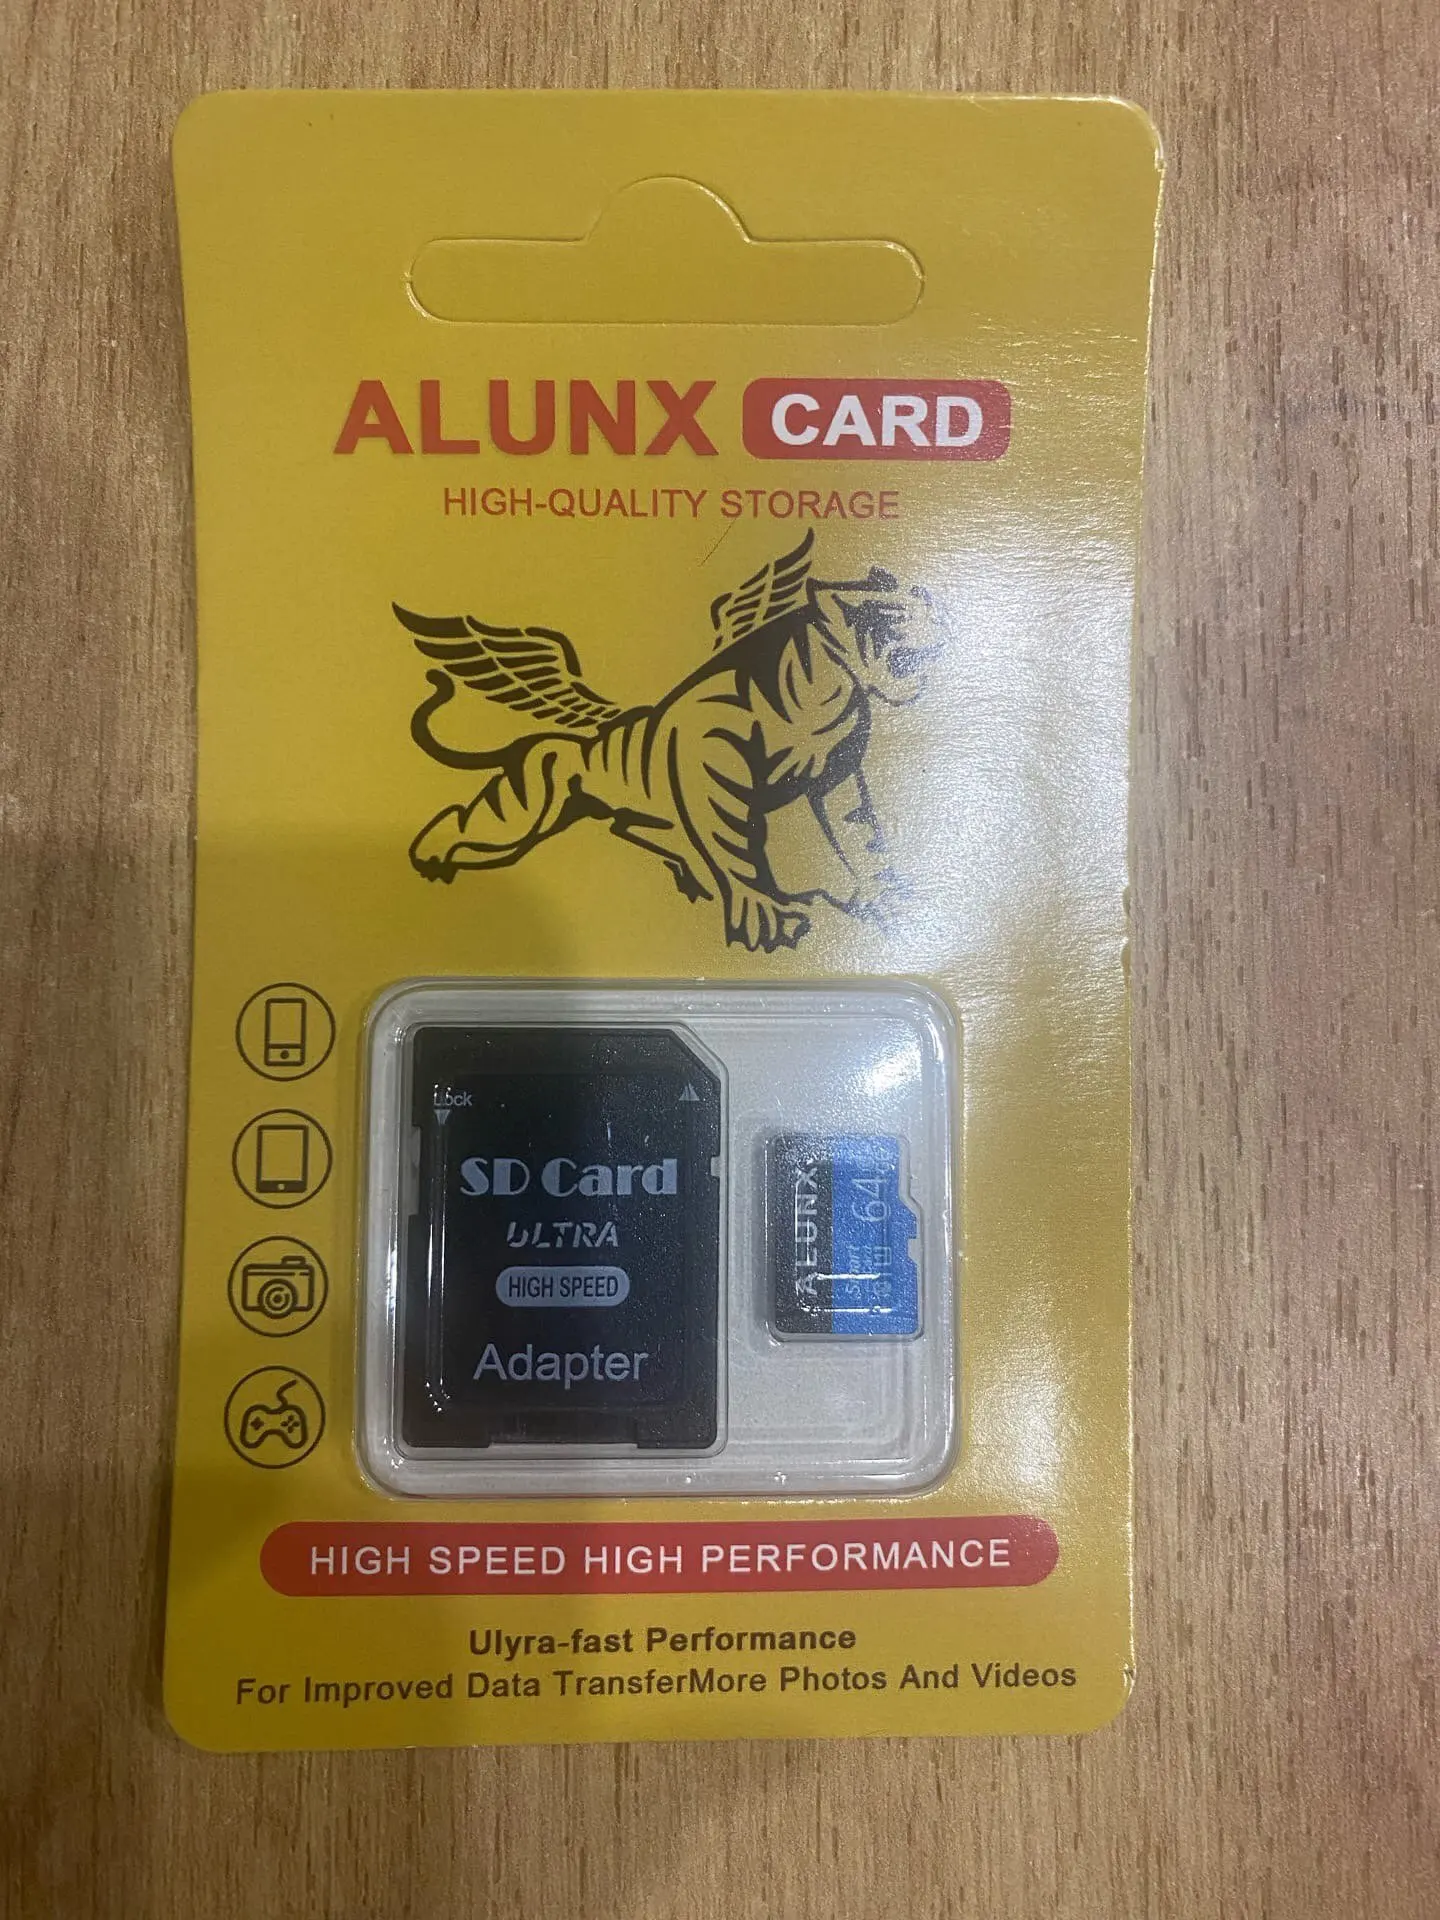 ALUNX CARD
HIGH-QUALITY STORAGE
Lock
SD Card
ULTRA
HIGH SPEED
Adapter
ALUNX
64
HIGH SPEED HIGH PERFORMANCE
Ulyra-fast Performance
For Improved Data TransferMore Photos And Videos